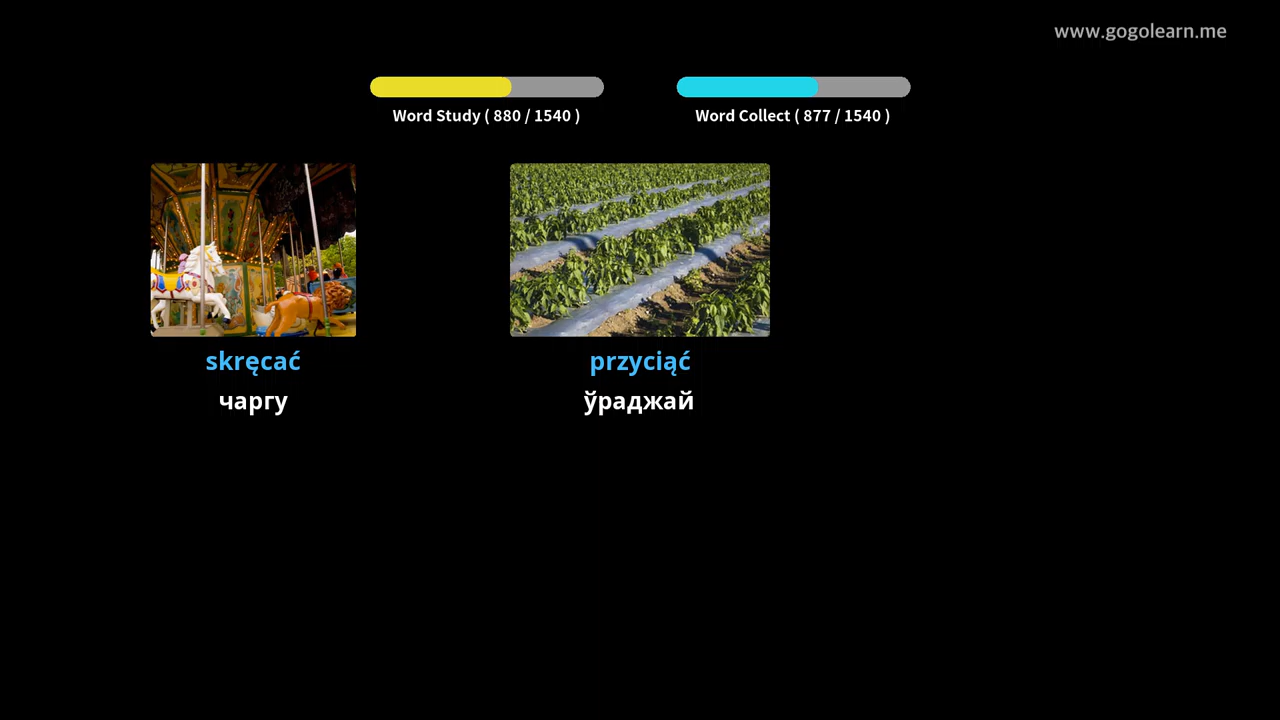 www.gogolearn.me
Word Study ( 880 / 1540 )
Word Collect ( 877 / 1540 )
skręcać
przyciąć
чаргу
ўраджай